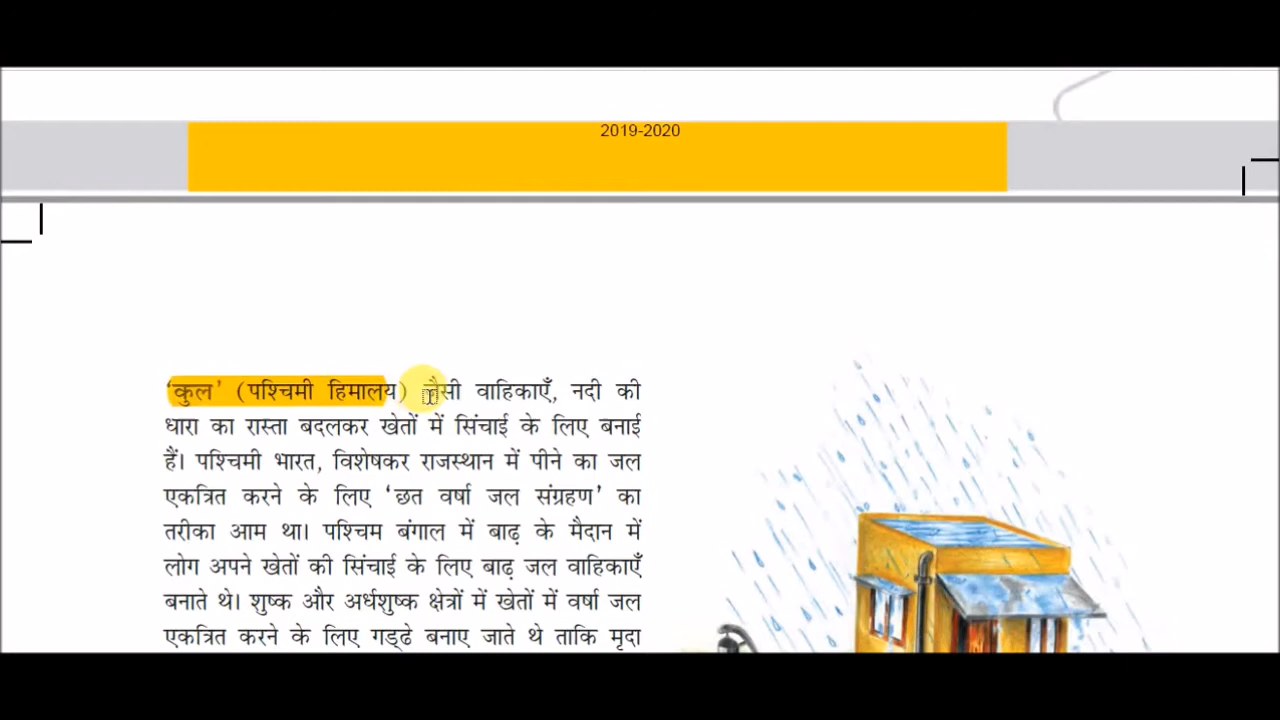 2019-2020
‘कुल’ (पश्चिमी हिमालय) जैसी वाहिकाएँ, नदी की
धारा का रास्ता बदलकर खेतों में सिंचाई के लिए बनाई
हैं। पश्चिमी भारत, विशेषकर राजस्थान में पीने का जल
एकत्रित करने के लिए ‘छत वर्षा जल संग्रहण’ का
तरीका आम था। पश्चिम बंगाल में बाढ़ के मैदान में
लोग अपने खेतों की सिंचाई के लिए बाढ़ जल वाहिकाएँ
बनाते थे। शुष्क और अर्धशुष्क क्षेत्रों में खेतों में वर्षा जल
एकत्रित करने के लिए गड्ढे बनाए जाते थे ताकि मृदा